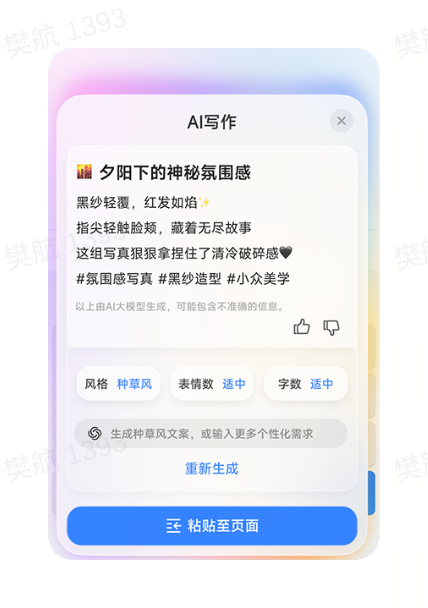 樊航 1393
樊
AI写作
🌇 夕阳下的神秘氛围感
黑纱轻覆，红发如焰✨
指尖轻触脸颊，藏着无尽故事
这组写真狠狠拿捏住了清冷破碎感🖤
#氛围感写真 #黑纱造型 #小众美学
以上由AI大模型生成，可能包含不准确的信息。
风格 种草风 表情数 适中 字数 适中
生成种草风文案，或输入更多个性化需求
重新生成
粘贴至页面
樊航 1393
樊航 1393